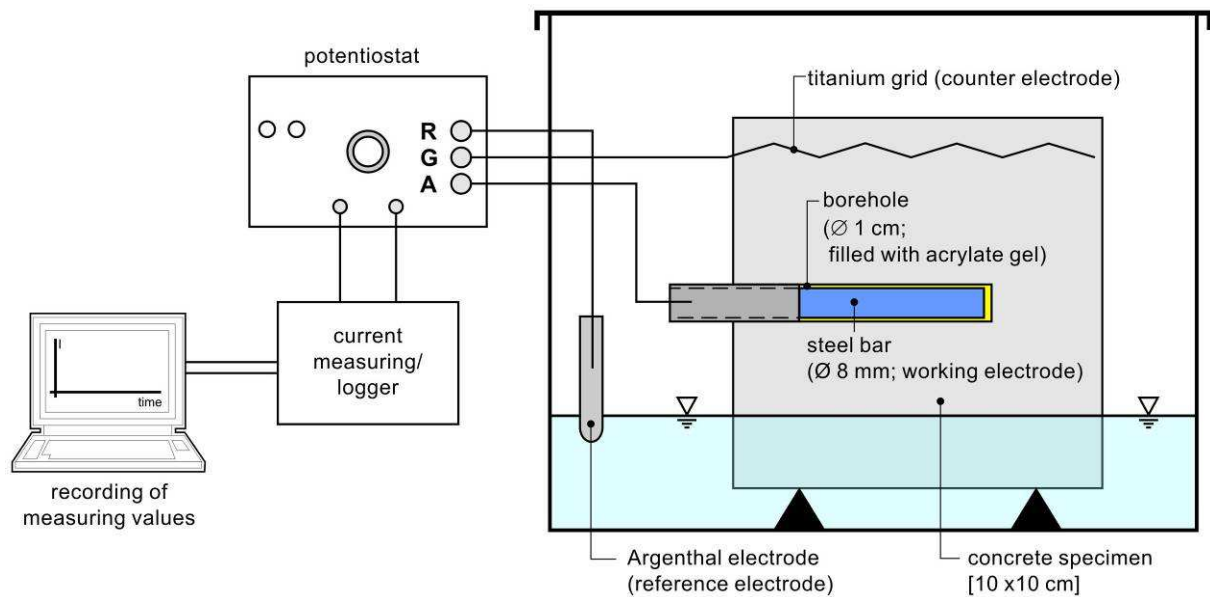 potentiostat
R
G
A
titanium grid (counter electrode)
borehole
(∅ 1 cm;
filled with acrylate gel)
current
measuring/
logger
steel bar
(Ø 8 mm; working electrode)
I
time
recording of
measuring values
Argenthal electrode
(reference electrode)
concrete specimen
[10 x10 cm]